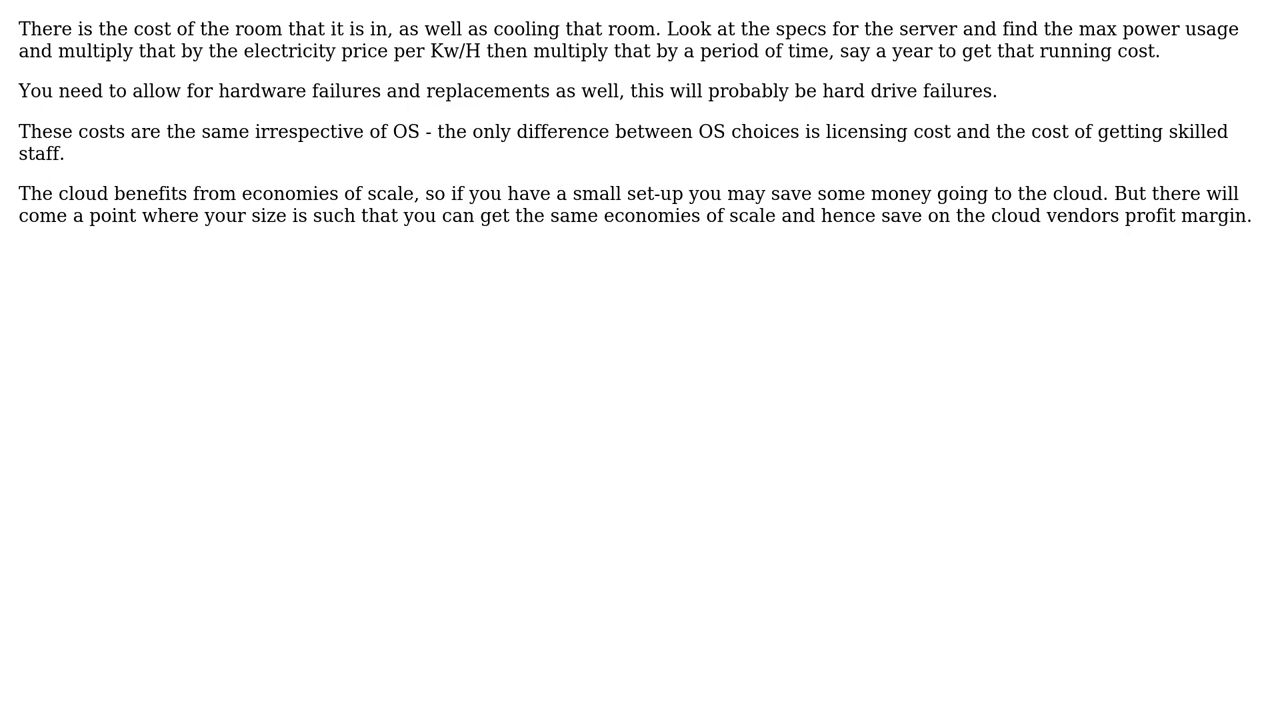 There is the cost of the room that it is in, as well as cooling that room. Look at the specs for the server and find the max power usage
and multiply that by the electricity price per Kw/H then multiply that by a period of time, say a year to get that running cost.
You need to allow for hardware failures and replacements as well, this will probably be hard drive failures.
These costs are the same irrespective of OS - the only difference between OS choices is licensing cost and the cost of getting skilled
staff.
The cloud benefits from economies of scale, so if you have a small set-up you may save some money going to the cloud. But there will
come a point where your size is such that you can get the same economies of scale and hence save on the cloud vendors profit margin.